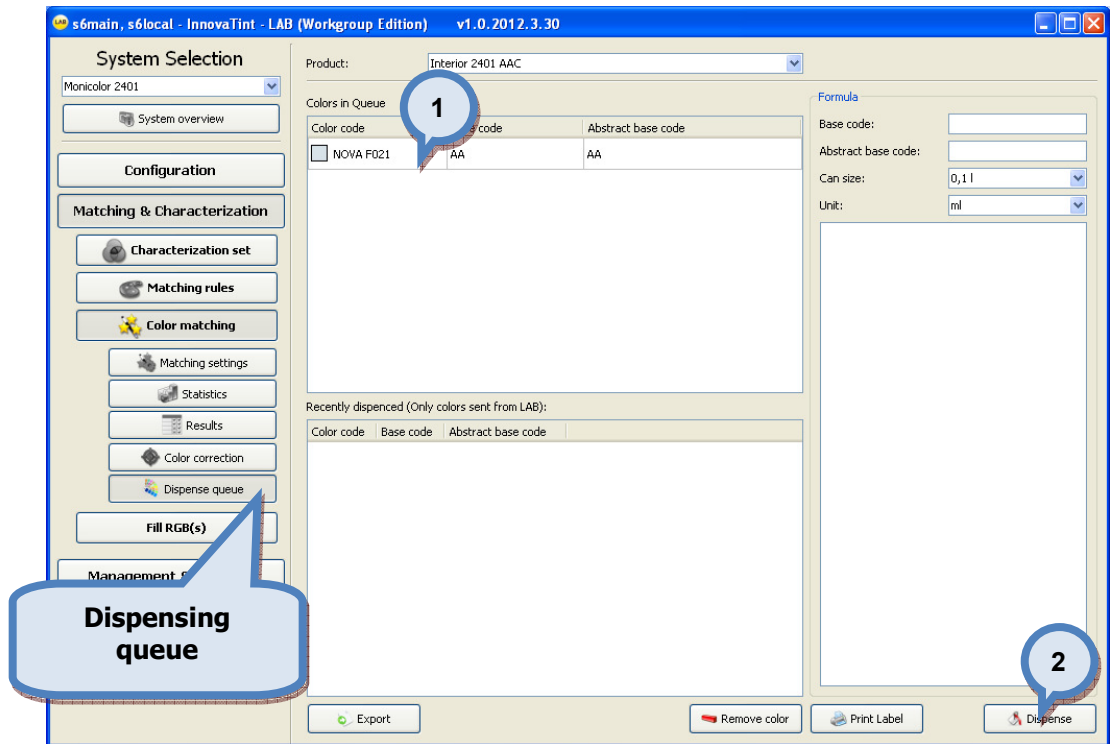 LAB s6main, s6local - InnovaTint - LAB (Workgroup Edition) v1.0.2012.3.30
System Selection
Monicolor 2401
System overview
Configuration
Matching & Characterization
Characterization set
Matching rules
Color matching
Matching settings
Statistics
Results
Color correction
Dispense queue
Fill RGB(s)
Management
Dispensing
queue
Product: Interior 2401 AAC
Colors in Queue
1
Color code code Abstract base code
NOVA F021 AA AA
Recently dispenced (Only colors sent from LAB):
Color code Base code Abstract base code
Export
Remove color
Formula
Base code:
Abstract base code:
Can size: 0,1 l
Unit: ml
2
Print Label
Dispense